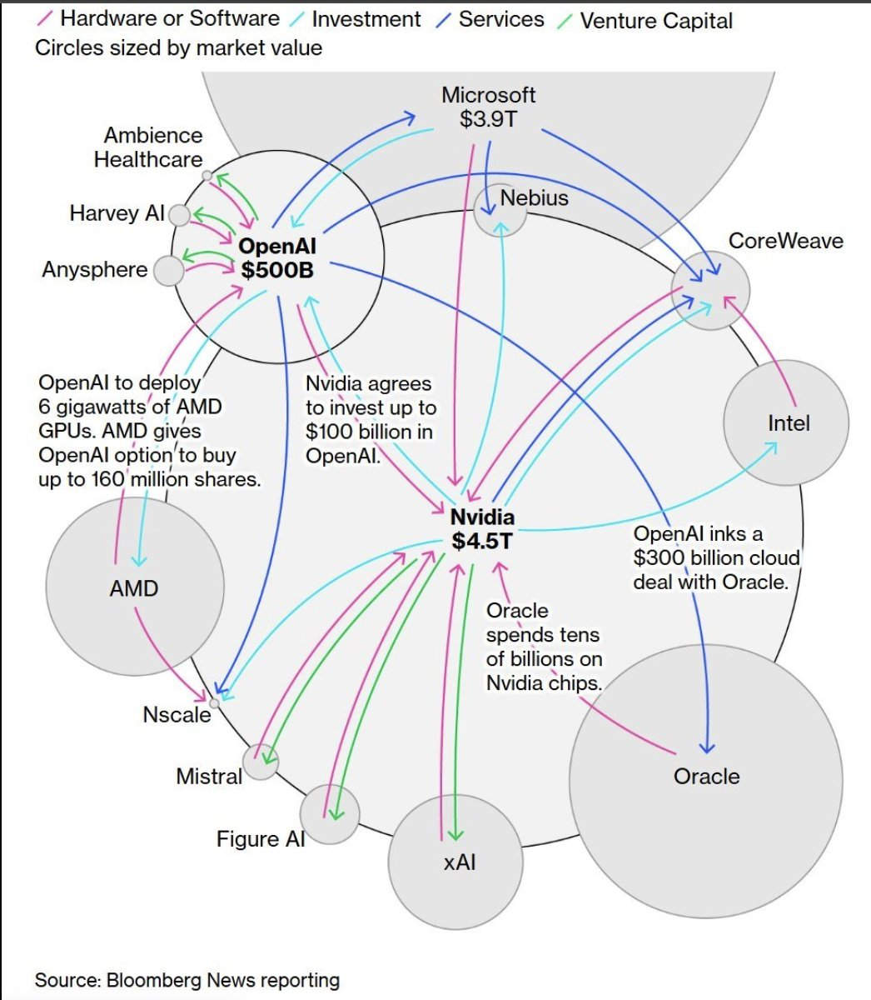 Hardware or Software Investment Services Venture Capital
Circles sized by market value
Microsoft
$3.9T
Ambience
Healthcare
Harvey AI
Anysphere
OpenAI
$500B
Nebius
CoreWeave
Intel
OpenAI to deploy
6 gigawatts of AMD
GPUs. AMD gives
OpenAI option to buy
up to 160 million shares.
Nvidia agrees
to invest up to
$100 billion in
OpenAI.
Nvidia
$4.5T
OpenAI inks a
$300 billion cloud
deal with Oracle.
AMD
Oracle
spends tens
of billions on
Nvidia chips.
Nscale
Mistral
Figure AI
xAI
Oracle
Source: Bloomberg News reporting